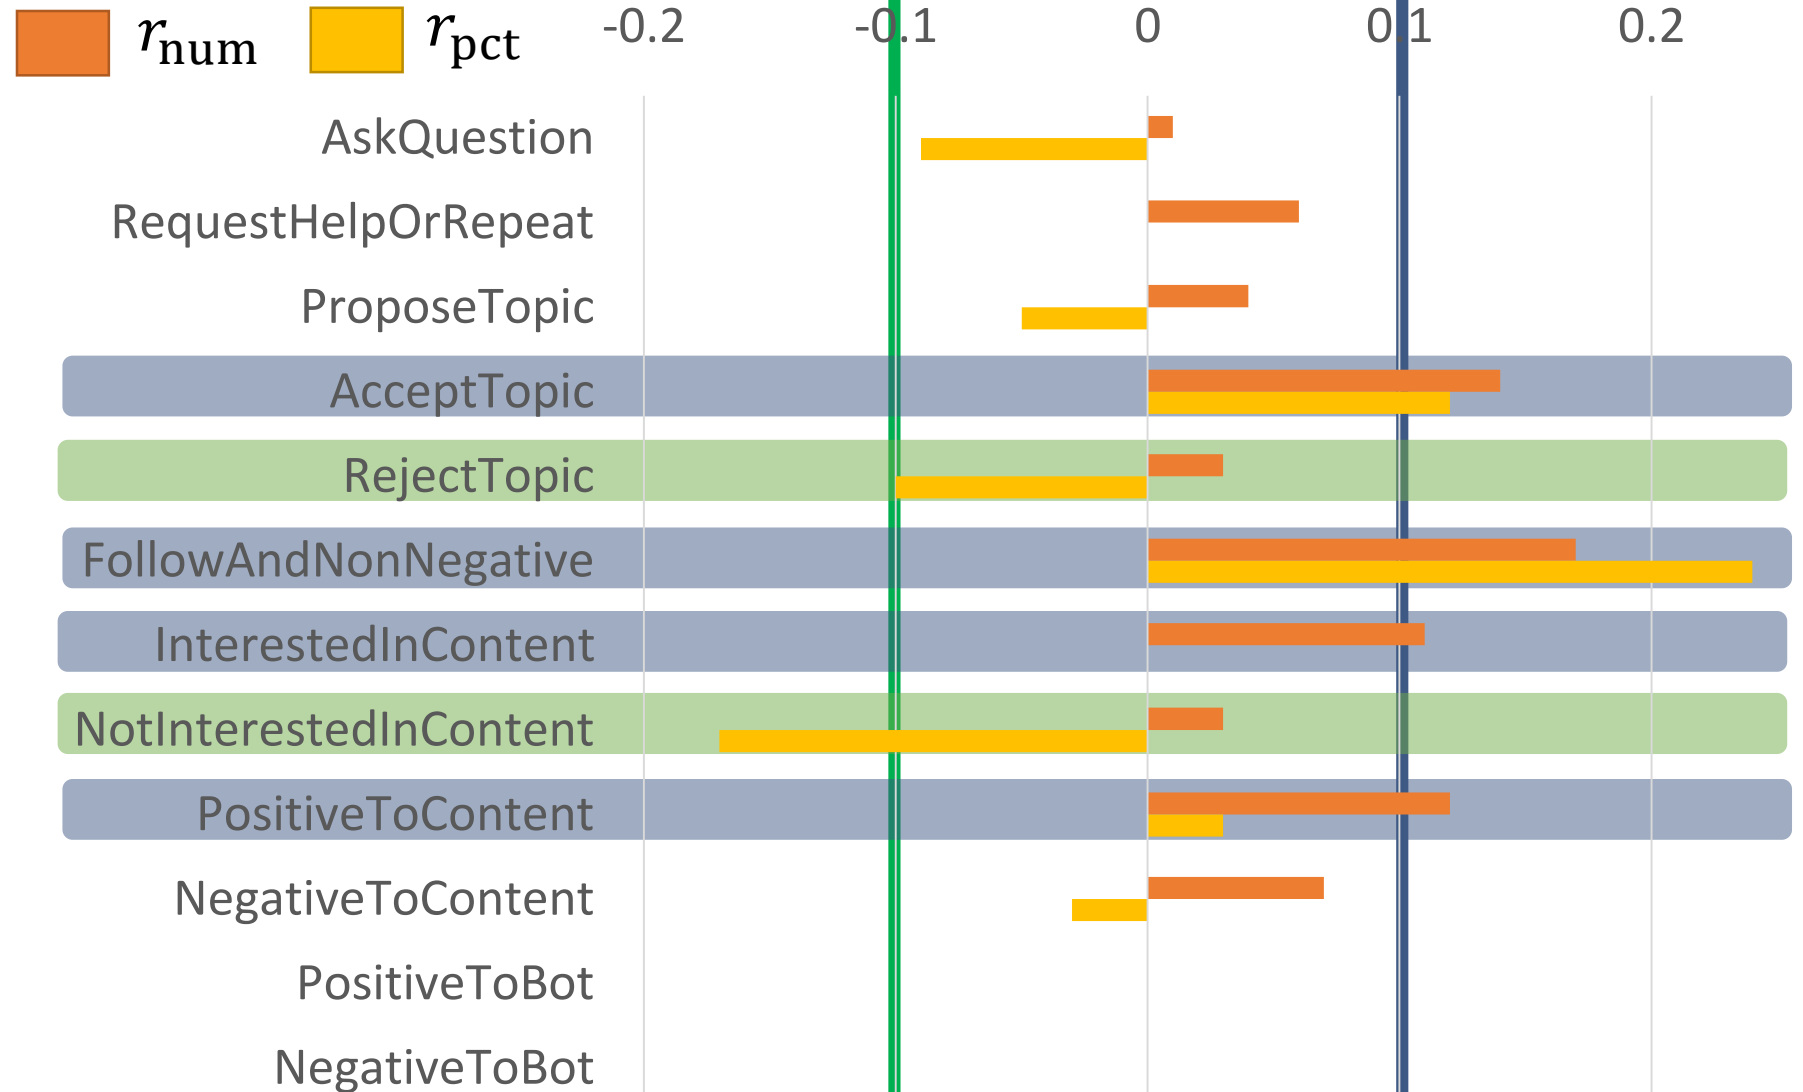 r_num r_pct -0.2 -0.1 0 0.1 0.2
AskQuestion
RequestHelpOrRepeat
ProposeTopic
AcceptTopic
RejectTopic
FollowAndNonNegative
InterestedInContent
NotInterestedInContent
PositiveToContent
NegativeToContent
PositiveToBot
NegativeToBot